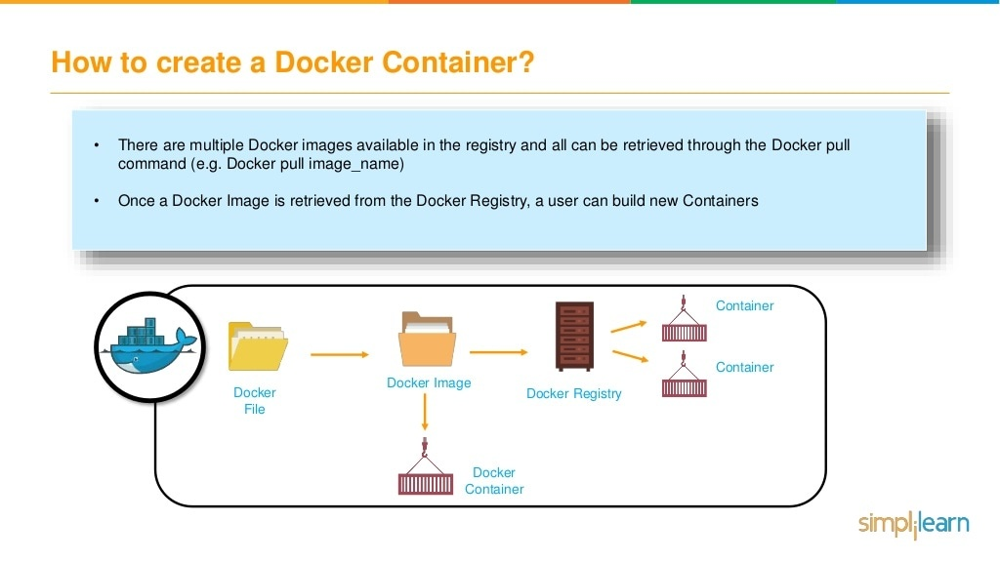 How to create a Docker Container?
• There are multiple Docker images available in the registry and all can be retrieved through the Docker pull
command (e.g. Docker pull image_name)
• Once a Docker Image is retrieved from the Docker Registry, a user can build new Containers
Container
Container
Docker
File
Docker Image
Docker Registry
Docker
Container
simplilearn